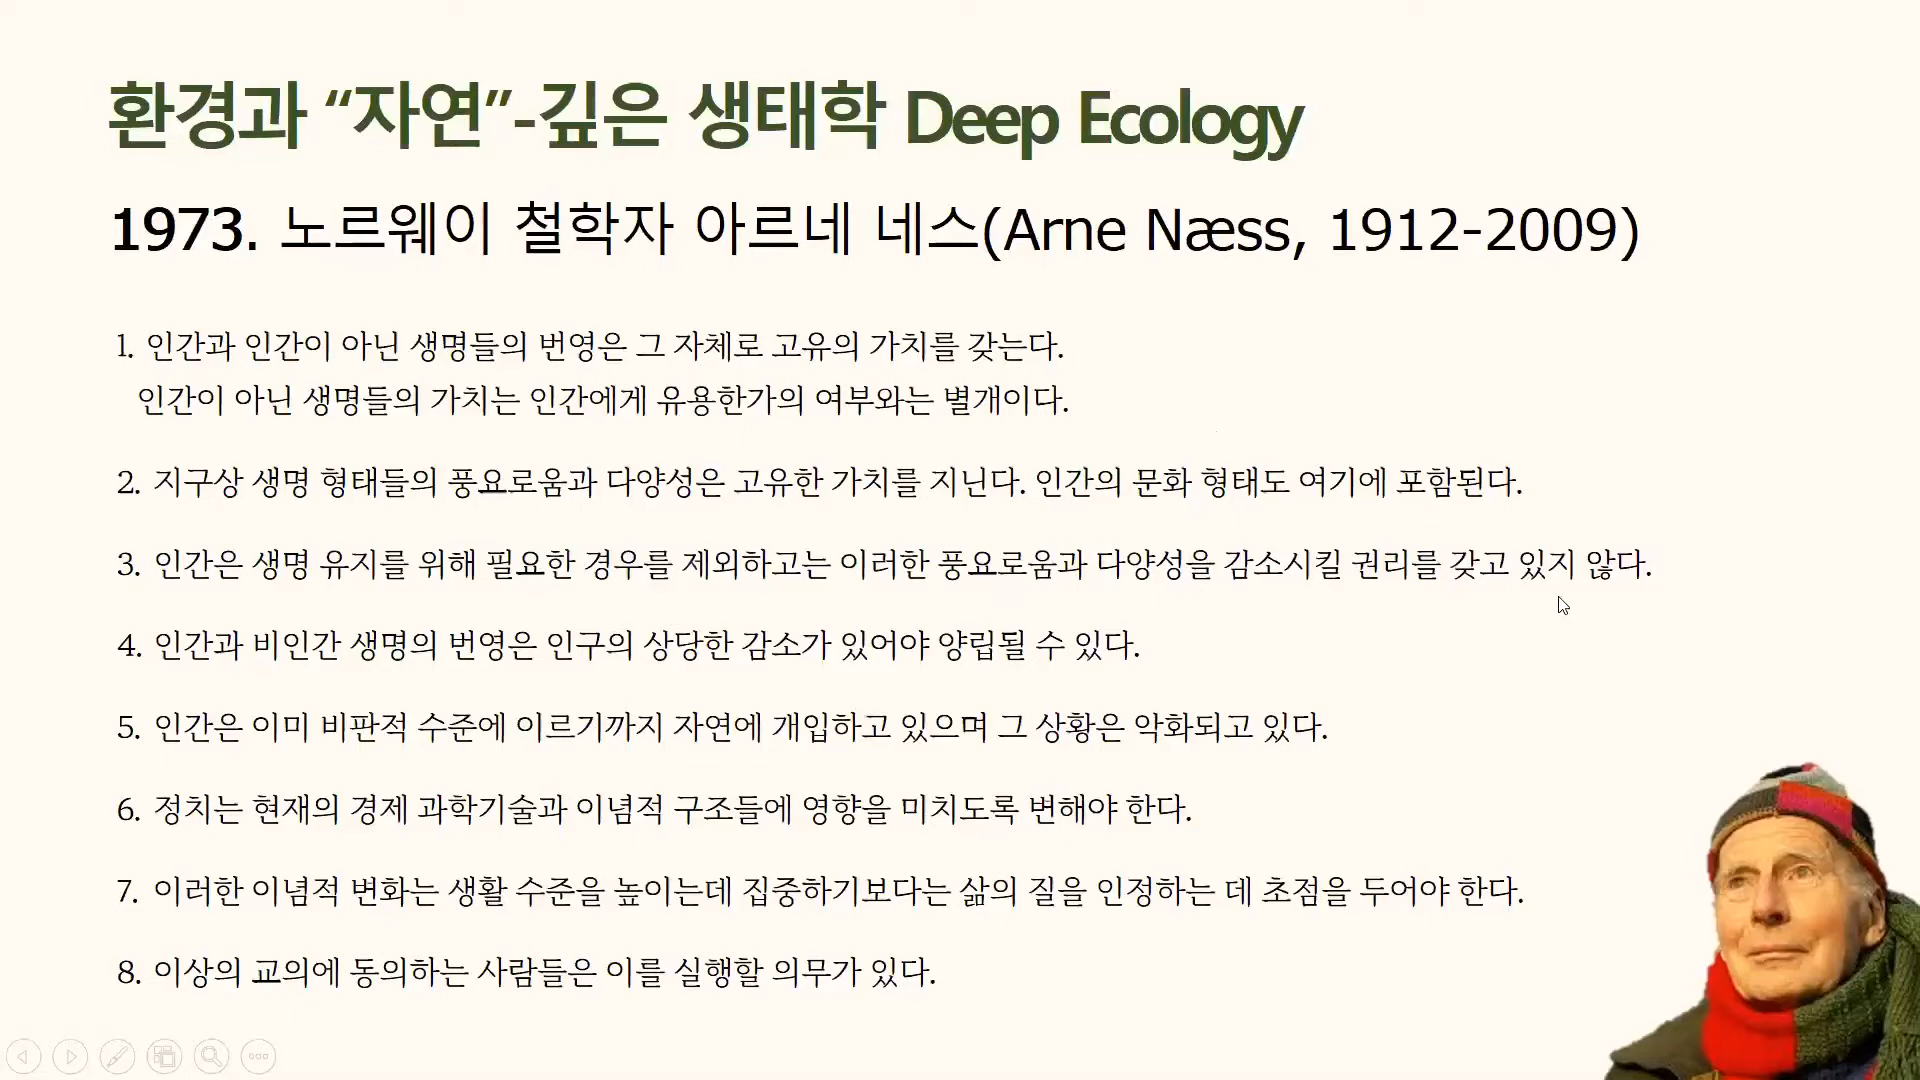 환경과 “자연”-깊은 생태학 Deep Ecology
1973. 노르웨이 철학자 아르네 네스(Arne Næss, 1912-2009)
1. 인간과 인간이 아닌 생명들의 번영은 그 자체로 고유의 가치를 갖는다.
인간이 아닌 생명들의 가치는 인간에게 유용한가의 여부와는 별개이다.
2. 지구상 생명 형태들의 풍요로움과 다양성은 고유한 가치를 지닌다. 인간의 문화 형태도 여기에 포함된다.
3. 인간은 생명 유지를 위해 필요한 경우를 제외하고는 이러한 풍요로움과 다양성을 감소시킬 권리를 갖고 있지 않다.
4. 인간과 비인간 생명의 번영은 인구의 상당한 감소가 있어야 양립될 수 있다.
5. 인간은 이미 비판적 수준에 이르기까지 자연에 개입하고 있으며 그 상황은 악화되고 있다.
6. 정치는 현재의 경제 과학기술과 이념적 구조들에 영향을 미치도록 변해야 한다.
7. 이러한 이념적 변화는 생활 수준을 높이는데 집중하기보다는 삶의 질을 인정하는 데 초점을 두어야 한다.
8. 이상의 교의에 동의하는 사람들은 이를 실행할 의무가 있다.